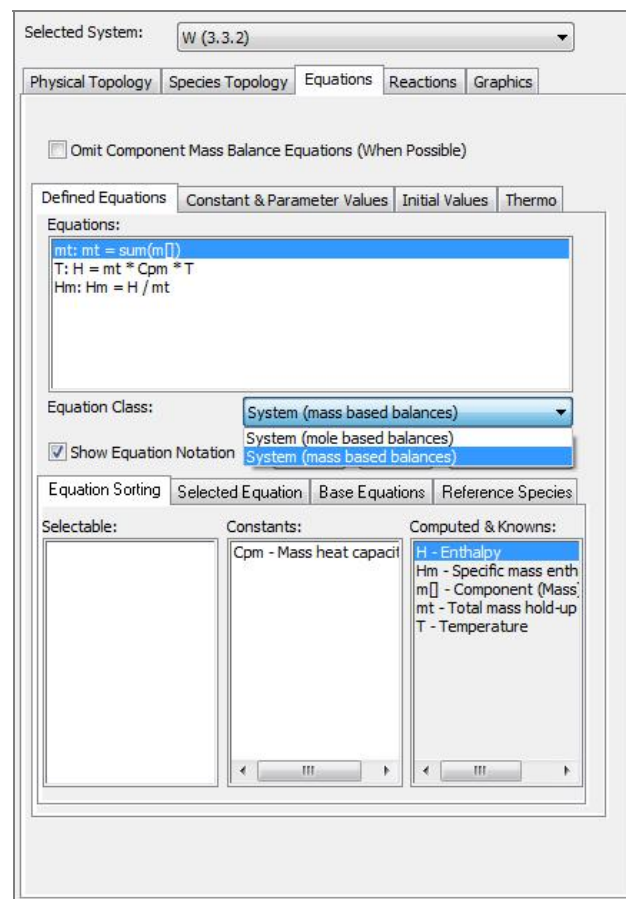 Selected System: W (3.3.2)
Physical Topology Species Topology Equations Reactions Graphics
Omit Component Mass Balance Equations (When Possible)
Defined Equations Constant & Parameter Values Initial Values Thermo
Equations:
mt: mt = sum(m[])
T: H = mt * Cpm * T
Hm: Hm = H / mt
Equation Class: System (mass based balances)
System (mole based balances)
Show Equation Notation System (mass based balances)
Equation Sorting Selected Equation Base Equations Reference Species
Selectable: Constants: Computed & Knowns:
Cpm - Mass heat capacit H - Enthalpy
Hm - Specific mass enth
m[] - Component (Mass)
mt - Total mass hold-up
T - Temperature